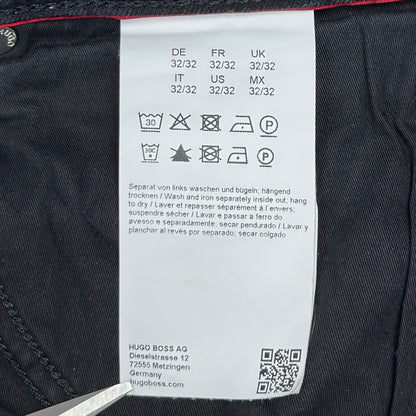 HUGO
DE FR UK
32/32 32/32 32/32
IT US MX
32/32 32/32 32/32
30 P
30C P
Separat von links waschen und bügeln; hängend
trocknen / Wash and iron separately inside out; hang
to dry / Laver et repasser séparément à l'envers;
suspendre sécher / Lavar e passar a ferro do
avesso e separadamente; secar pendurado / Lavar y
planchar al revés por separado; secar colgado
HUGO BOSS AG
Dieselstrasse 12
72555 Metzingen
Germany
hugoboss.com